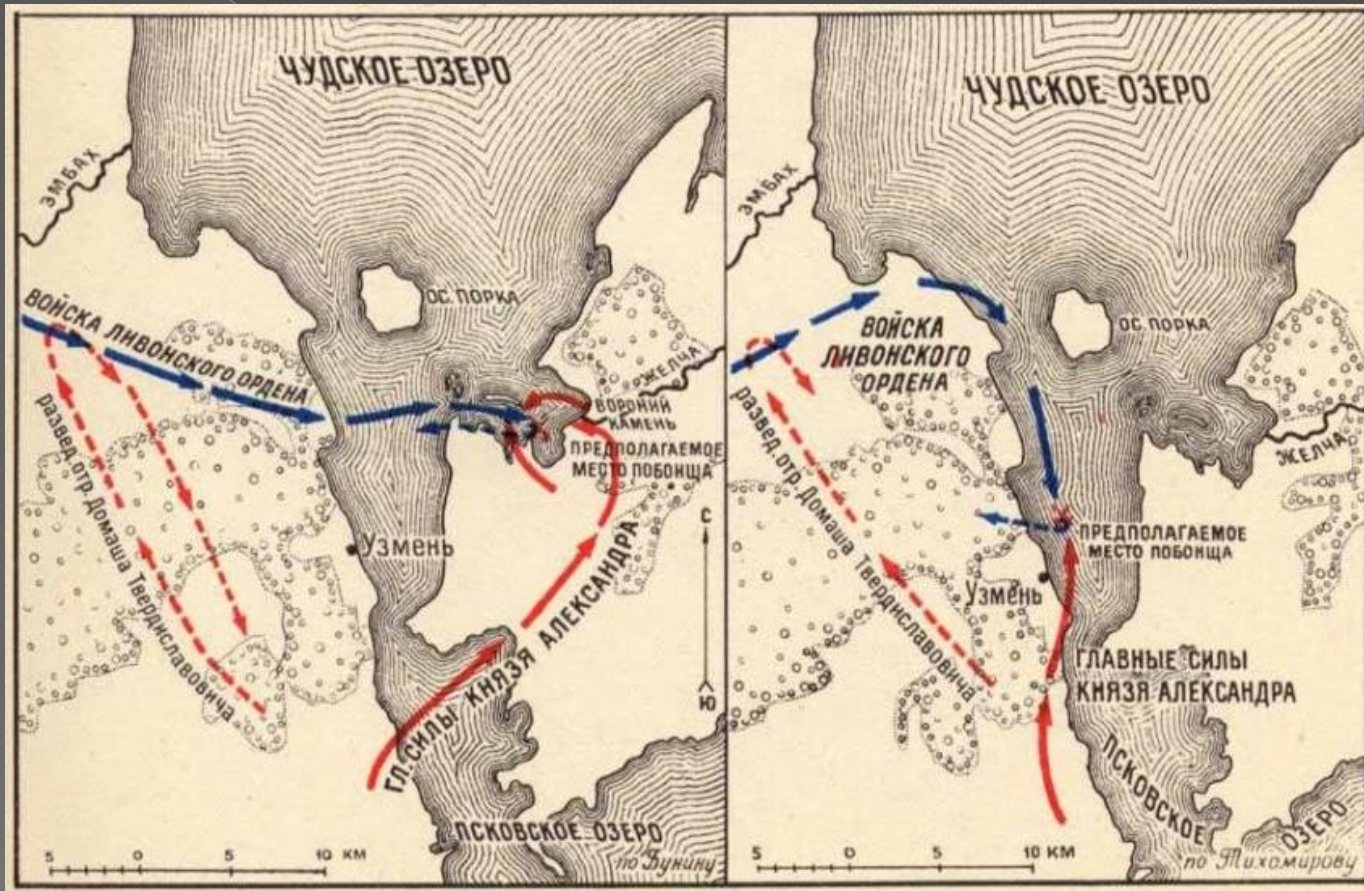 ЧУДСКОЕ ОЗЕРО
ЭМБАХ
ОС. ПОРКА
ВОЙСКА ЛИВОНСКОГО ОРДЕНА
ЖЕЛЧА
ВОРОНИЙ
КАМЕНЬ
ПРЕДПОЛАГАЕМОЕ
МЕСТО ПОБОИЩА
развед. отр. Домаша Твердиславовича
Узмень
С
Ю
ГЛ. СИЛЫ КНЯЗЯ АЛЕКСАНДРА
ПСКОВСКОЕ ОЗЕРО
5 0 5 10 КМ
по Бунину
ЧУДСКОЕ ОЗЕРО
ЭМБАХ
ОС. ПОРКА
ВОЙСКА
ЛИВОНСКОГО
ОРДЕНА
ЖЕЛЧА
развед. отр. Домаша Твердиславовича
ПРЕДПОЛАГАЕМОЕ
МЕСТО ПОБОИЩА
Узмень
ГЛАВНЫЕ СИЛЫ
КНЯЗЯ АЛЕКСАНДРА
ПСКОВСКОЕ
ОЗЕРО
5 0 5 10 КМ
по Тихомирову